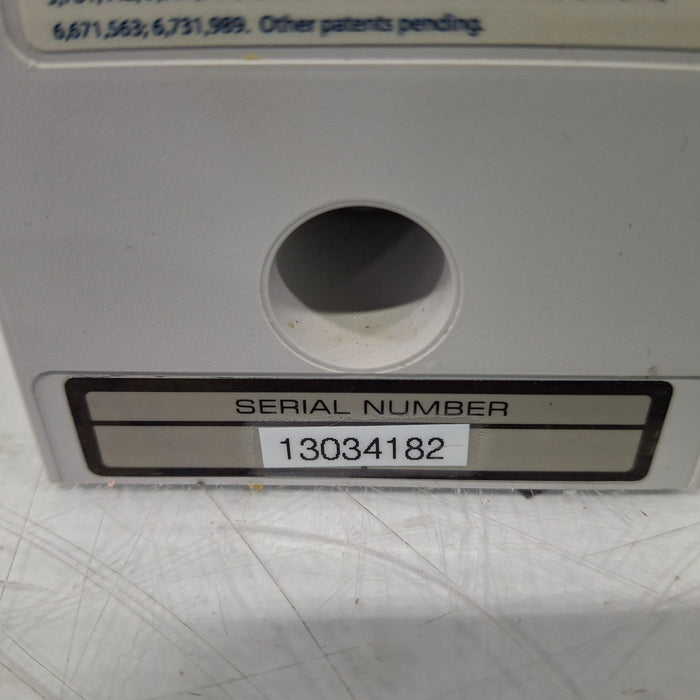 6,671,563; 6,731,989. Other patents pending.
SERIAL NUMBER
13034182